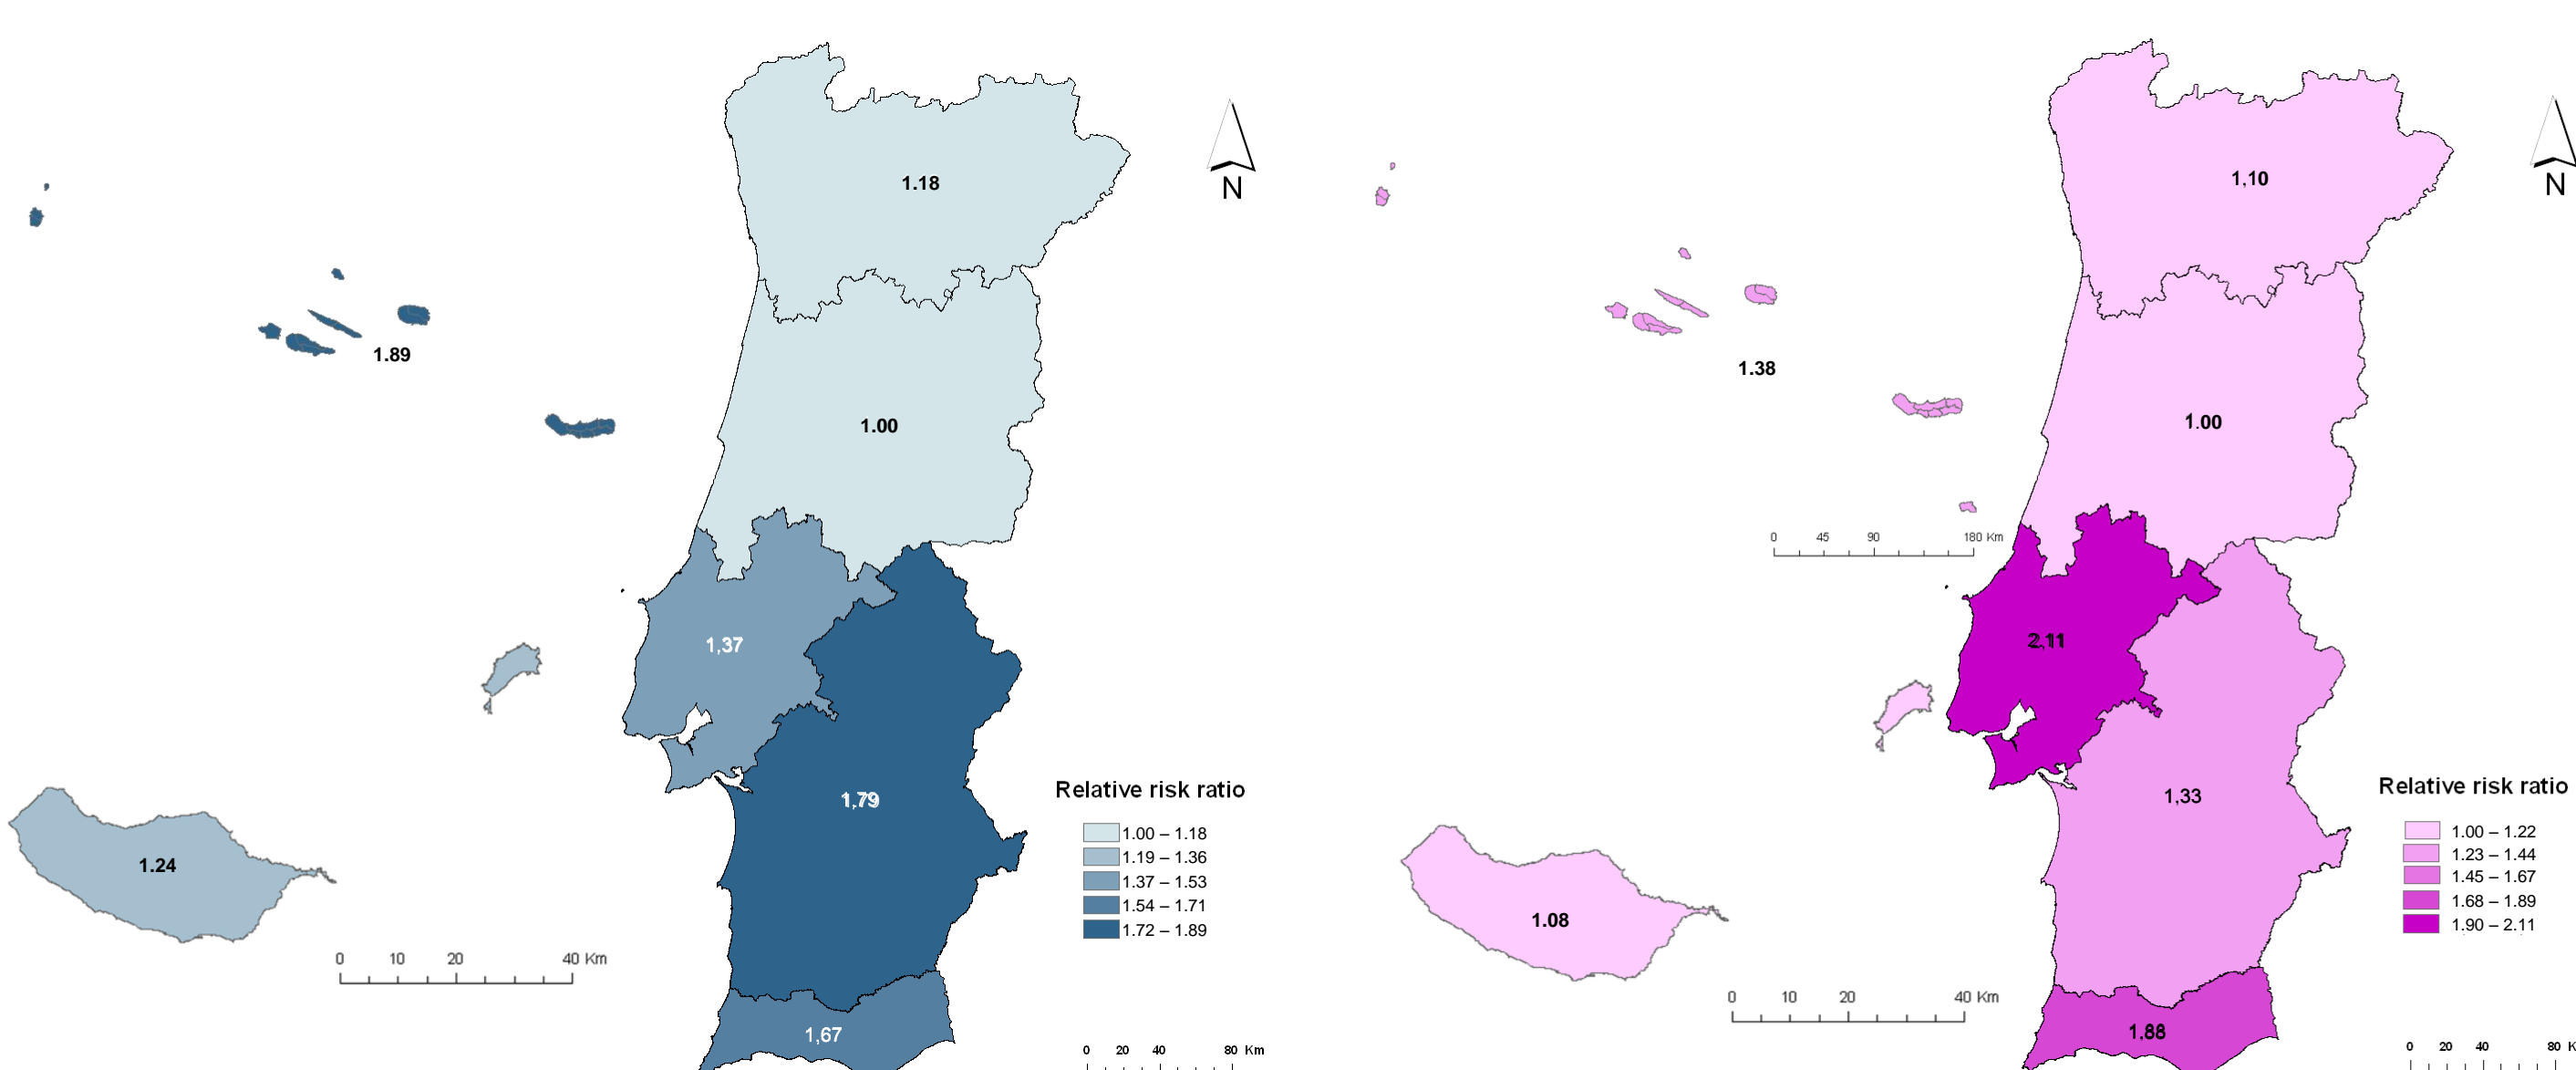 1.18
N
1.89
1.00
1,37
1,79
1.24
1,67
Relative risk ratio
1.00 – 1.18
1.19 – 1.36
1.37 – 1.53
1.54 – 1.71
1.72 – 1.89
0 10 20 40 Km
0 20 40 80 Km
1,10
N
1.38
1.00
0 45 90 180 Km
2,11
1,33
1.08
1,88
Relative risk ratio
1.00 – 1.22
1.23 – 1.44
1.45 – 1.67
1.68 – 1.89
1.90 – 2.11
0 10 20 40 Km
0 20 40 80 K